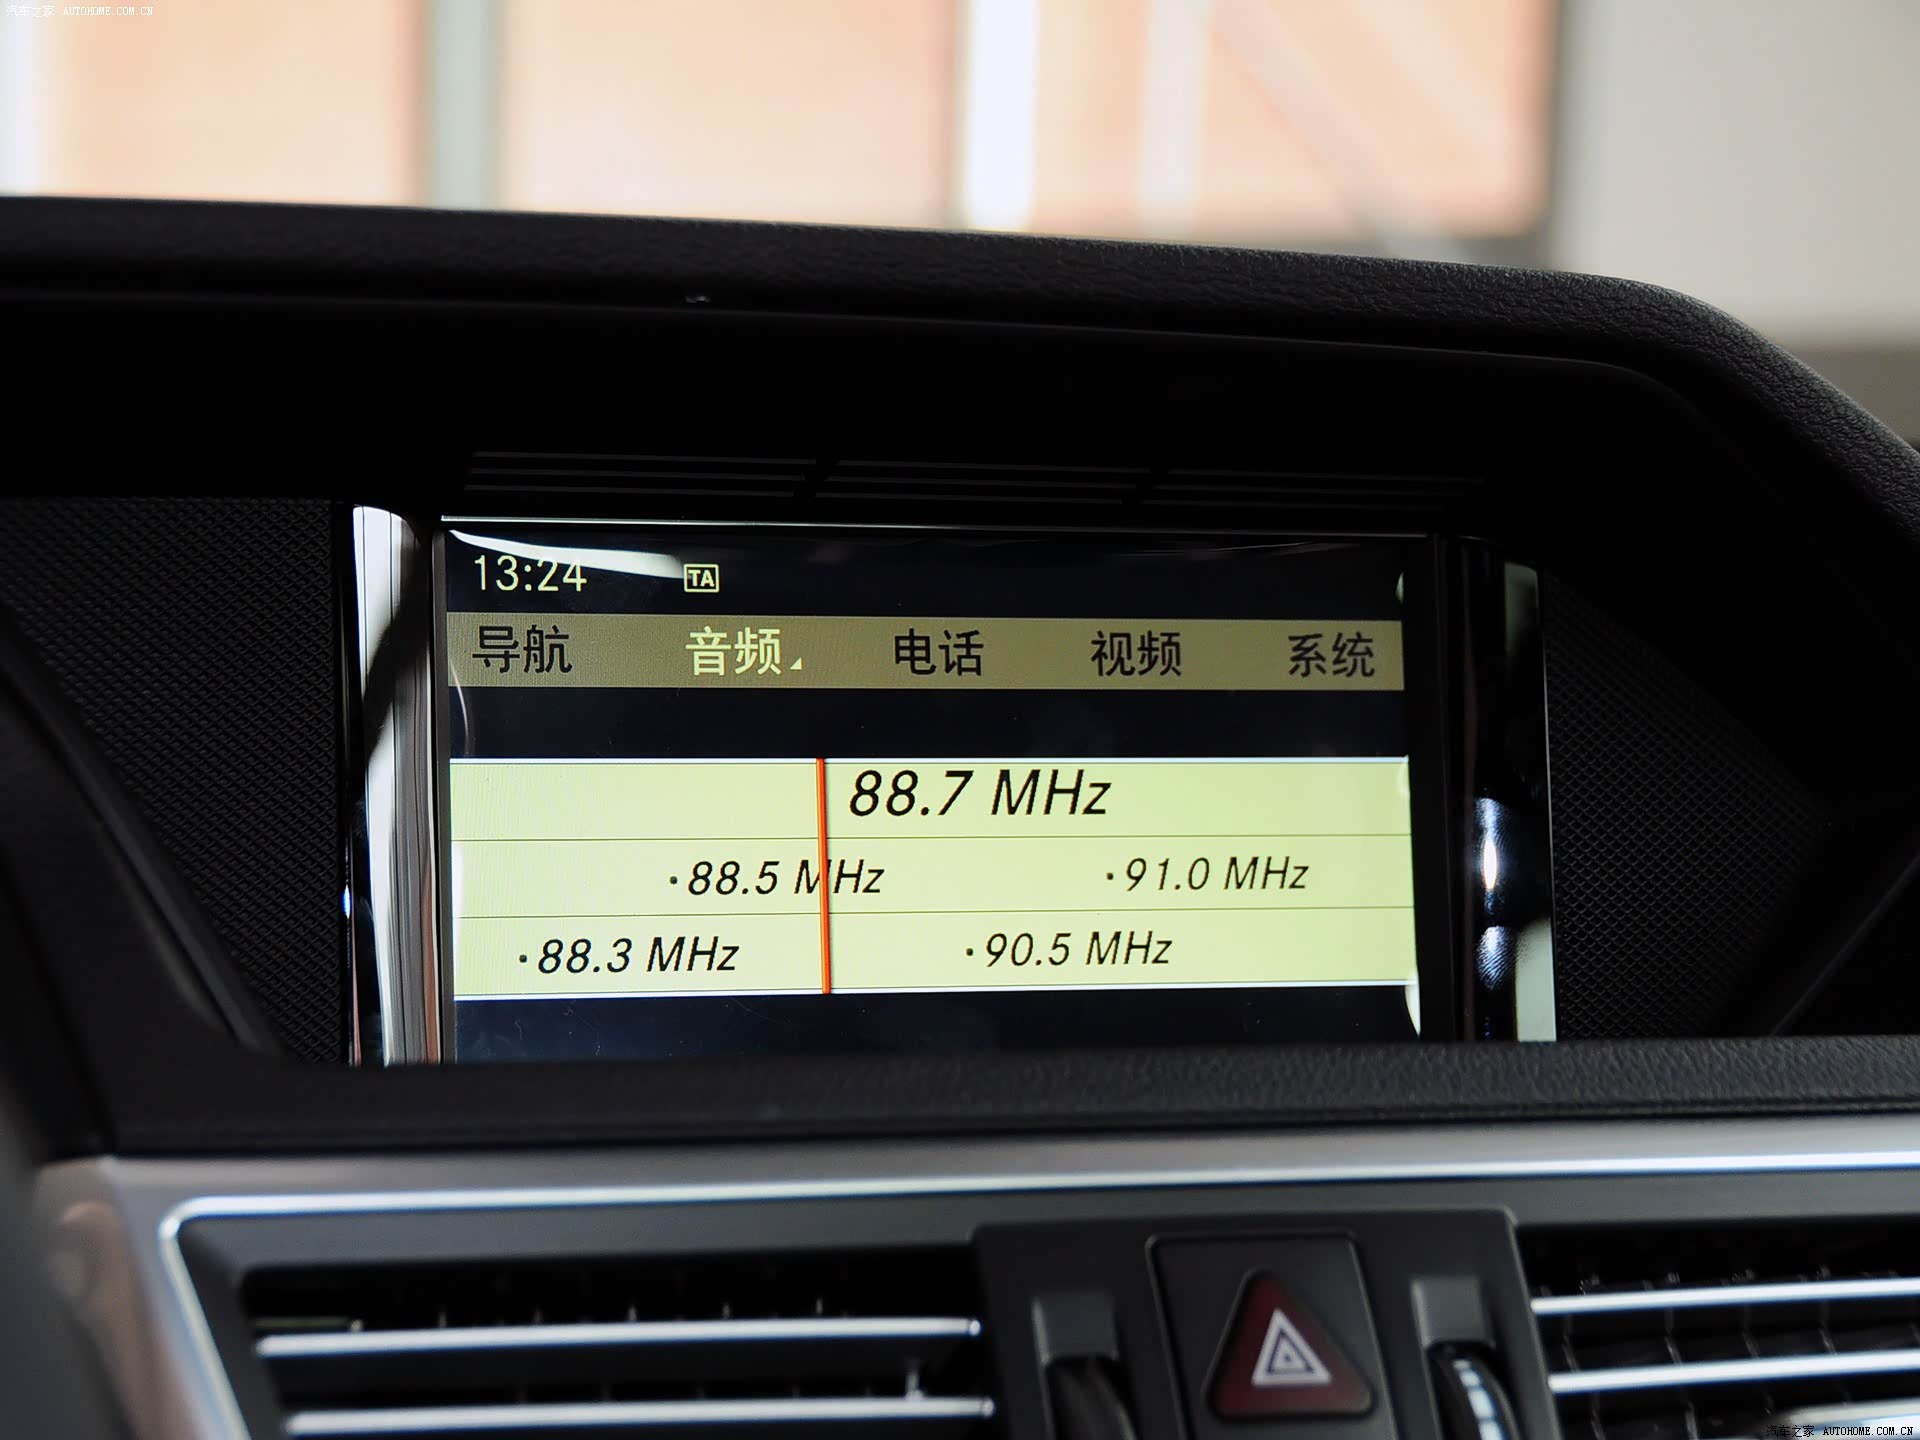 汽车之家 AUTOHOME.COM.CN
13:24 TA
导航 音频 电话 视频 系统
88.7 MHz
·88.5 MHz ·91.0 MHz
·88.3 MHz ·90.5 MHz
汽车之家 AUTOHOME.COM.CN